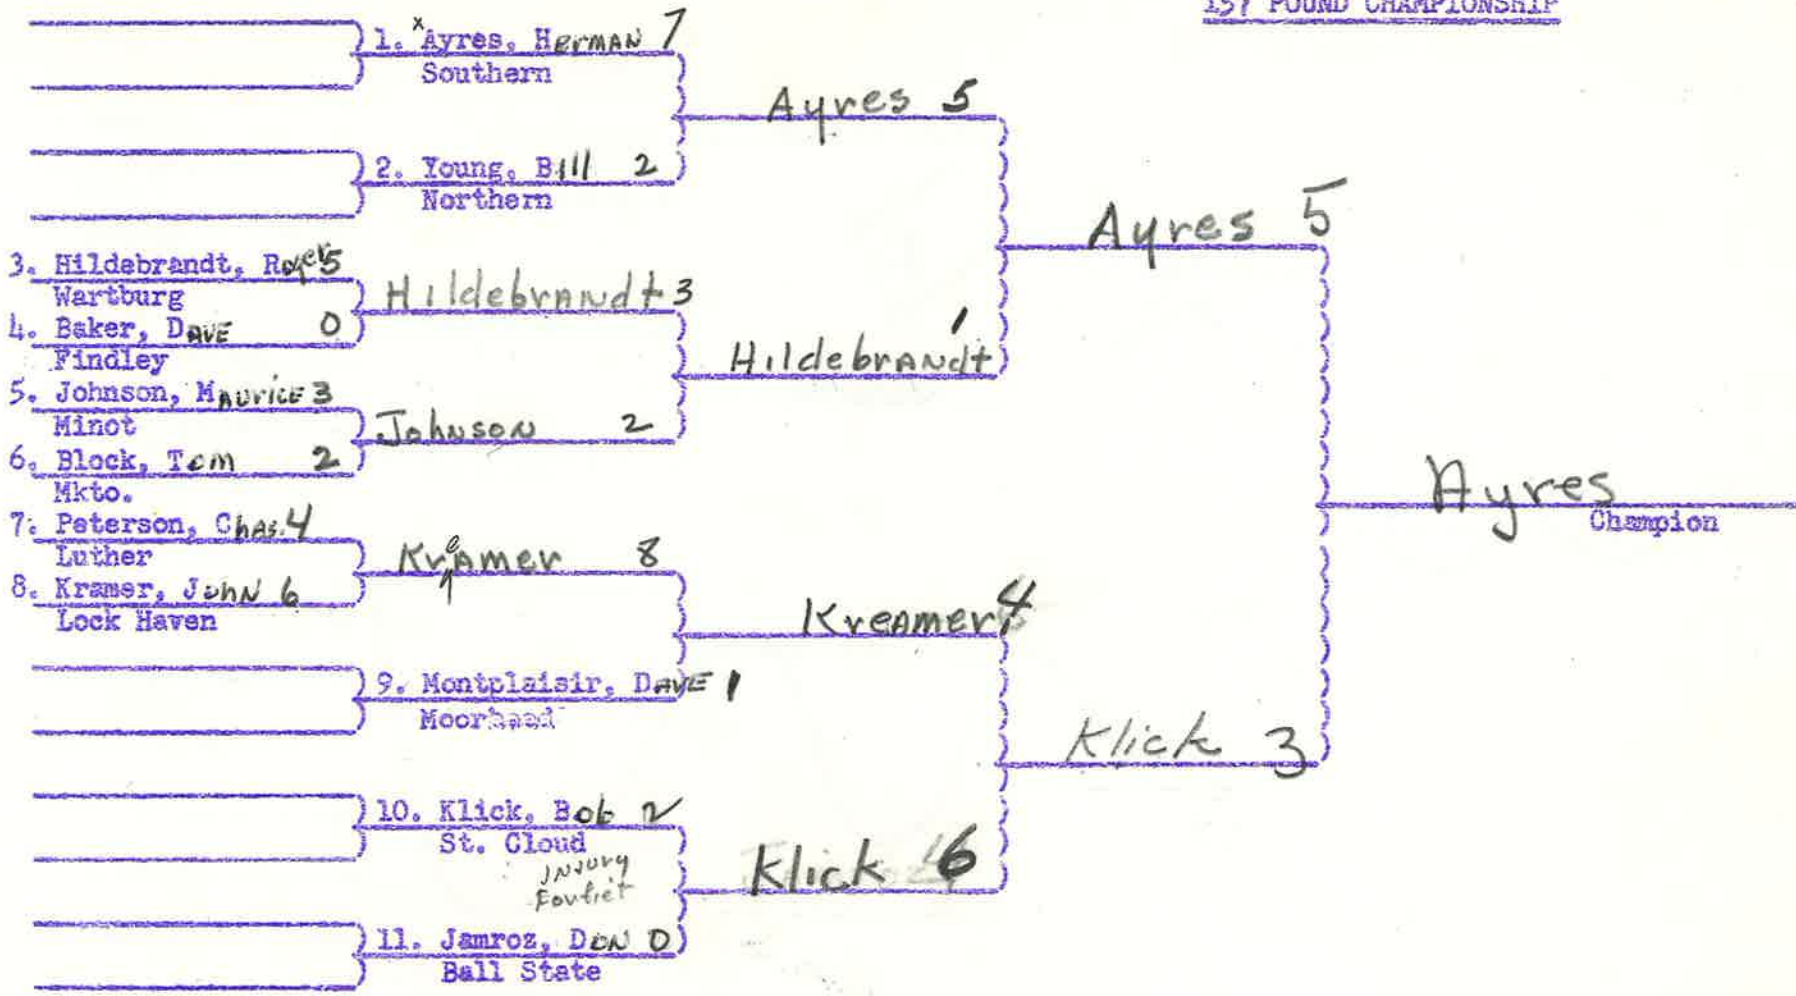 157 POUND CHAMPIONSHIP
1. x Ayres, Herman 7
Southern
Ayres 5
2. Young, Bill 2
Northern
Ayres 5
3. Hildebrandt, Roger 5
Wartburg
Hildebrandt 3
4. Baker, Dave 0
Findley
Hildebrandt 1
5. Johnson, Maurice 3
Minot
Johnson 2
6. Block, Tom 2
Mkto.
Ayres
Champion
7. Peterson, Chas. 4
Luther
Kreamer 8
8. Kramer, John 6
Lock Haven
Kreamer 4
9. Montplaisir, Dave 1
Moorhead
Klick 3
10. Klick, Bob 2
St. Cloud
Injury
Foufiet
Klick 6
11. Jamroz, Don 0
Ball State